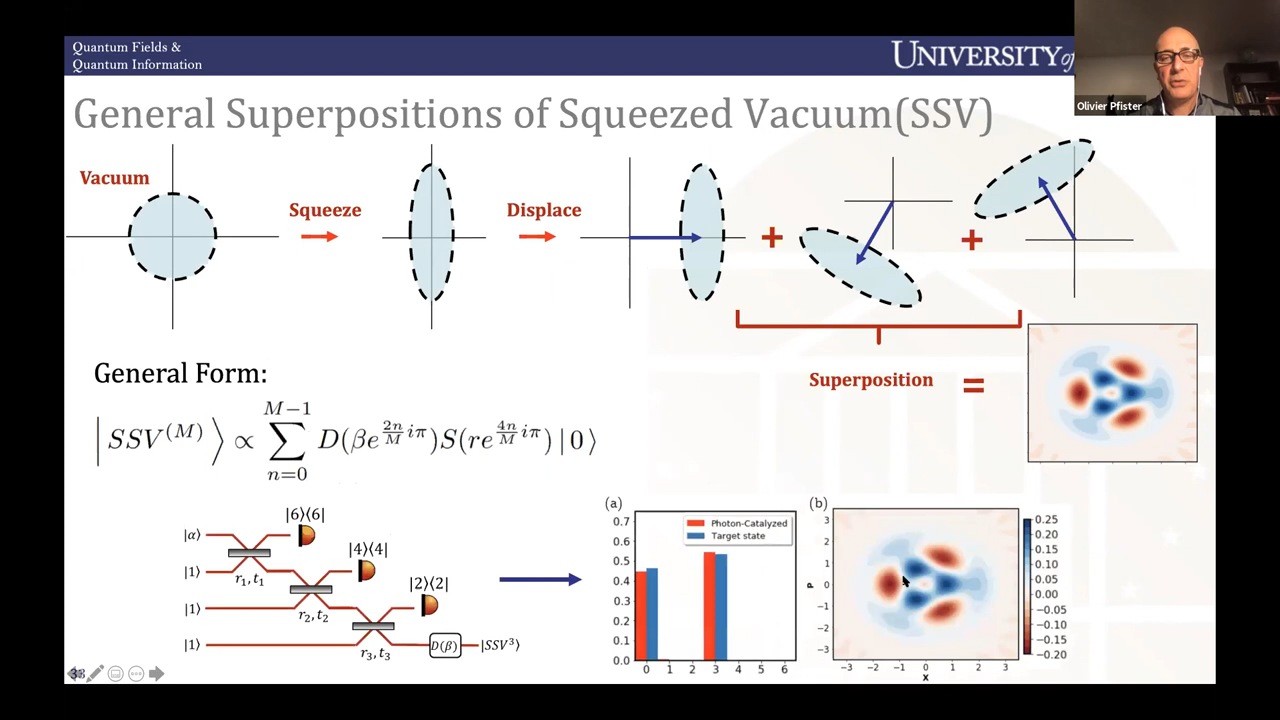 Quantum Fields &
Quantum Information
UNIVERSITY of
Olivier Pfister
General Superpositions of Squeezed Vacuum(SSV)
Vacuum
Squeeze
Displace
+
+
Superposition =
General Form:
|SSV^(M)⟩ ∝ ∑_{n=0}^{M−1} D(βe^{\frac{2n}{M}iπ})S(re^{\frac{4n}{M}iπ})|0⟩
|6⟩⟨6|
|α⟩
|4⟩⟨4|
|1⟩
r₁,t₁
|2⟩⟨2|
|1⟩
r₂,t₂
|1⟩
r₃,t₃
D(β)
|SSV³⟩
(a)
0.7
0.6
0.5
0.4
0.3
0.2
0.1
0.0
Photon-Catalyzed
Target state
0 1 2 3 4 5 6
(b)
3
2
1
0
−1
−2
−3
P
−3 −2 −1 0 1 2 3
X
0.25
0.20
0.15
0.10
0.05
0.00
−0.05
−0.10
−0.15
−0.20